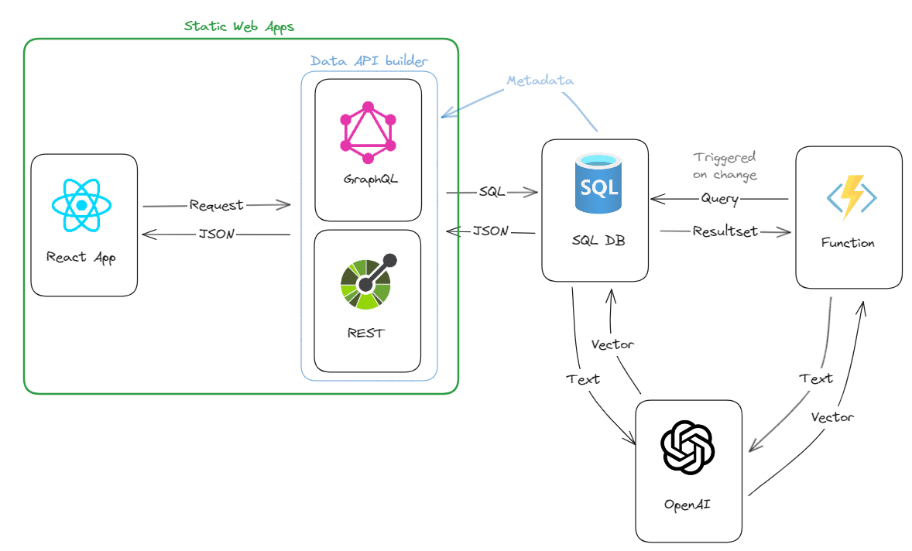 Static Web Apps
Data API builder
Metadata
GraphQL
React App
Request
JSON
REST
SQL
JSON
SQL
SQL DB
Triggered
on change
Query
Resultset
Function
Vector
Text
Text
Vector
OpenAI